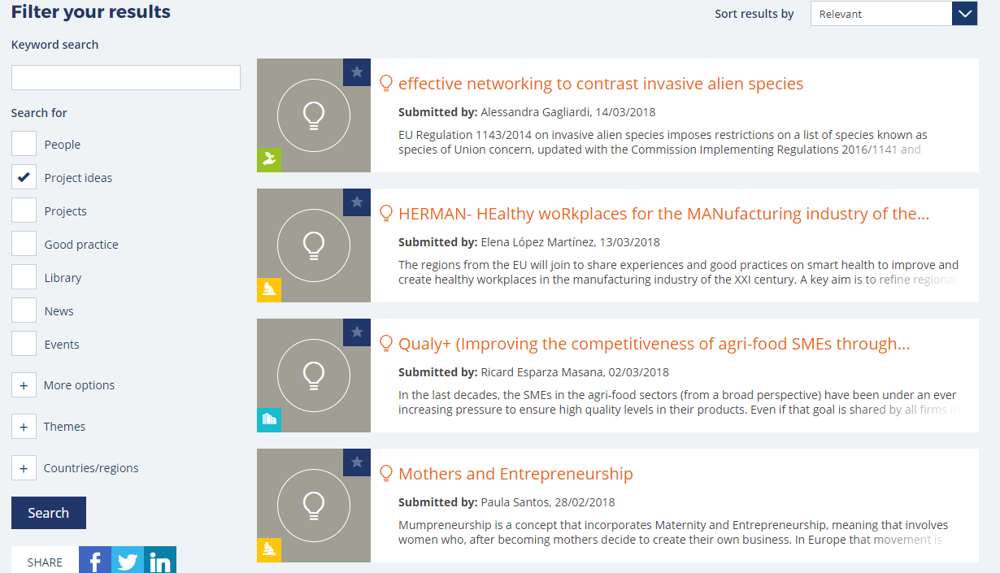 Filter your results
Sort results by
Relevant
Keyword search
Search for
People
Project ideas
Projects
Good practice
Library
News
Events
+ More options
+ Themes
+ Countries/regions
Search
SHARE
f
in
effective networking to contrast invasive alien species
Submitted by: Alessandra Gagliardi, 14/03/2018
EU Regulation 1143/2014 on invasive alien species imposes restrictions on a list of species known as
species of Union concern, updated with the Commission Implementing Regulations 2016/1141 and
HERMAN- HEalthy woRkplaces for the MANufacturing industry of the...
Submitted by: Elena López Martínez, 13/03/2018
The regions from the EU will join to share experiences and good practices on smart health to improve and
create healthy workplaces in the manufacturing industry of the XXI century. A key aim is to refine regional
Qualy+ (Improving the competitiveness of agri-food SMEs through...
Submitted by: Ricard Esparza Masana, 02/03/2018
In the last decades, the SMEs in the agri-food sectors (from a broad perspective) have been under an ever
increasing pressure to ensure high quality levels in their products. Even if that goal is shared by all firms in
Mothers and Entrepreneurship
Submitted by: Paula Santos, 28/02/2018
Mumpreneurship is a concept that incorporates Maternity and Entrepreneurship, meaning that involves
women who, after becoming mothers decide to create their own business. In Europe that movement is